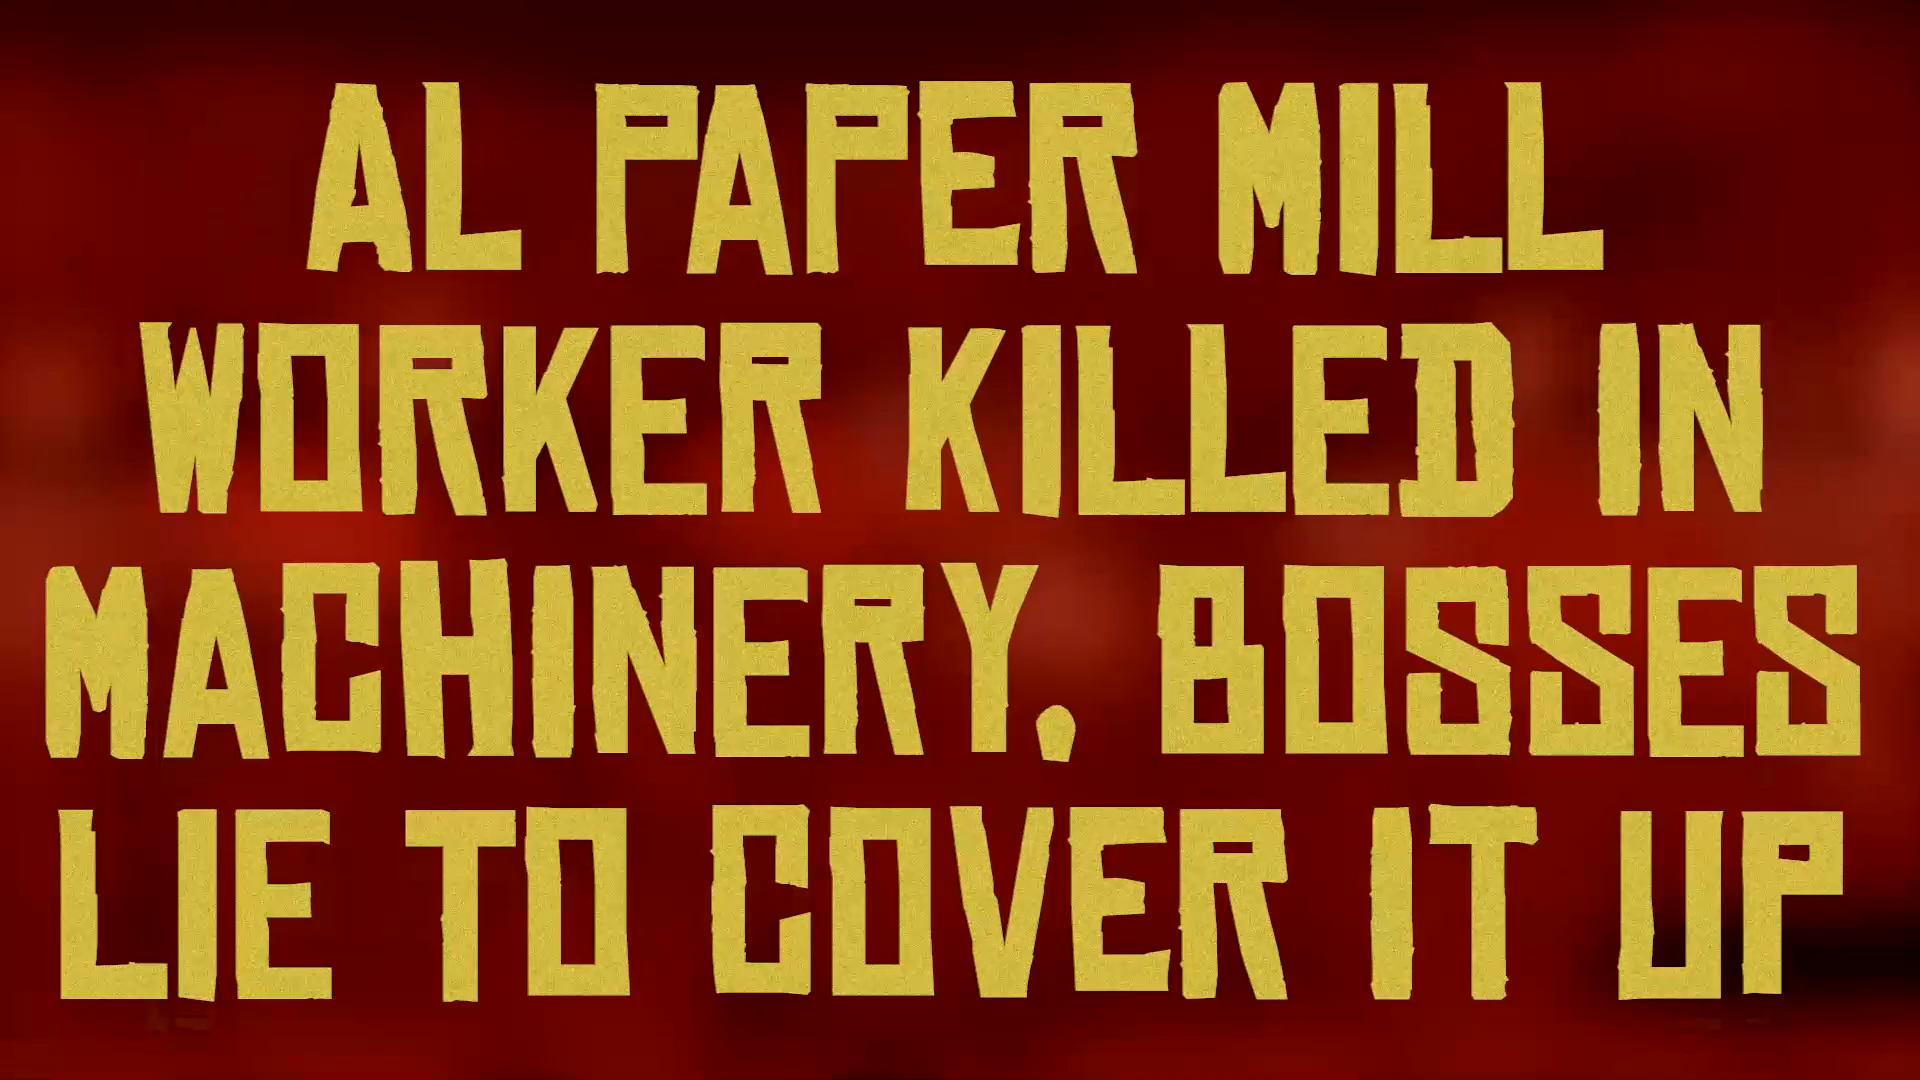 AL PAPER MILL
WORKER KILLED IN
MACHINERY. BOSSES
LIE TO COVER IT UP